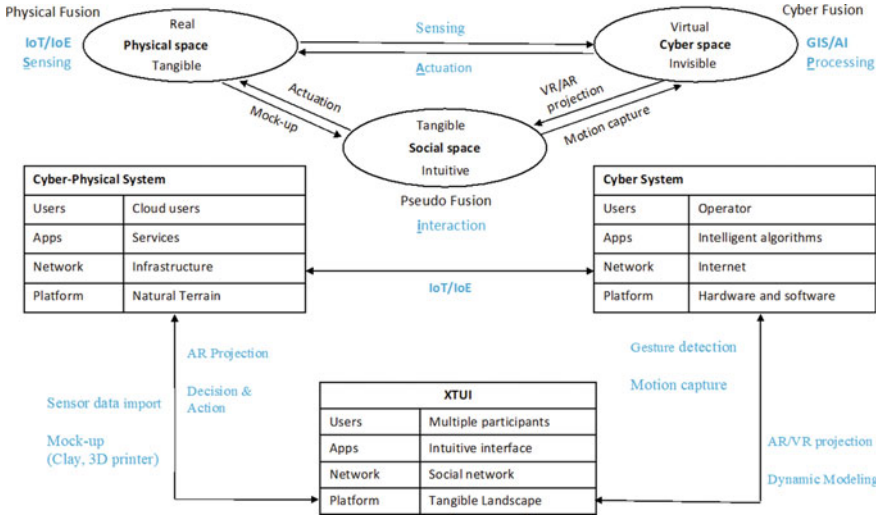 Physical Fusion
Cyber Fusion
Real
Physical space
Tangible
IoT/IoE
Sensing
Sensing
Actuation
Virtual
Cyber space
Invisible
GIS/AI
Processing
Actuation
Mock-up
VR/AR
projection
Motion capture
Tangible
Social space
Intuitive
Pseudo Fusion
Interaction
Cyber-Physical System
Users Cloud users
Apps Services
Network Infrastructure
Platform Natural Terrain
Cyber System
Users Operator
Apps Intelligent algorithms
Network Internet
Platform Hardware and software
IoT/IoE
AR Projection
Decision &
Action
Sensor data import
Mock-up
(Clay, 3D printer)
Gesture detection
Motion capture
AR/VR projection
Dynamic Modeling
XTUI
Users Multiple participants
Apps Intuitive interface
Network Social network
Platform Tangible Landscape